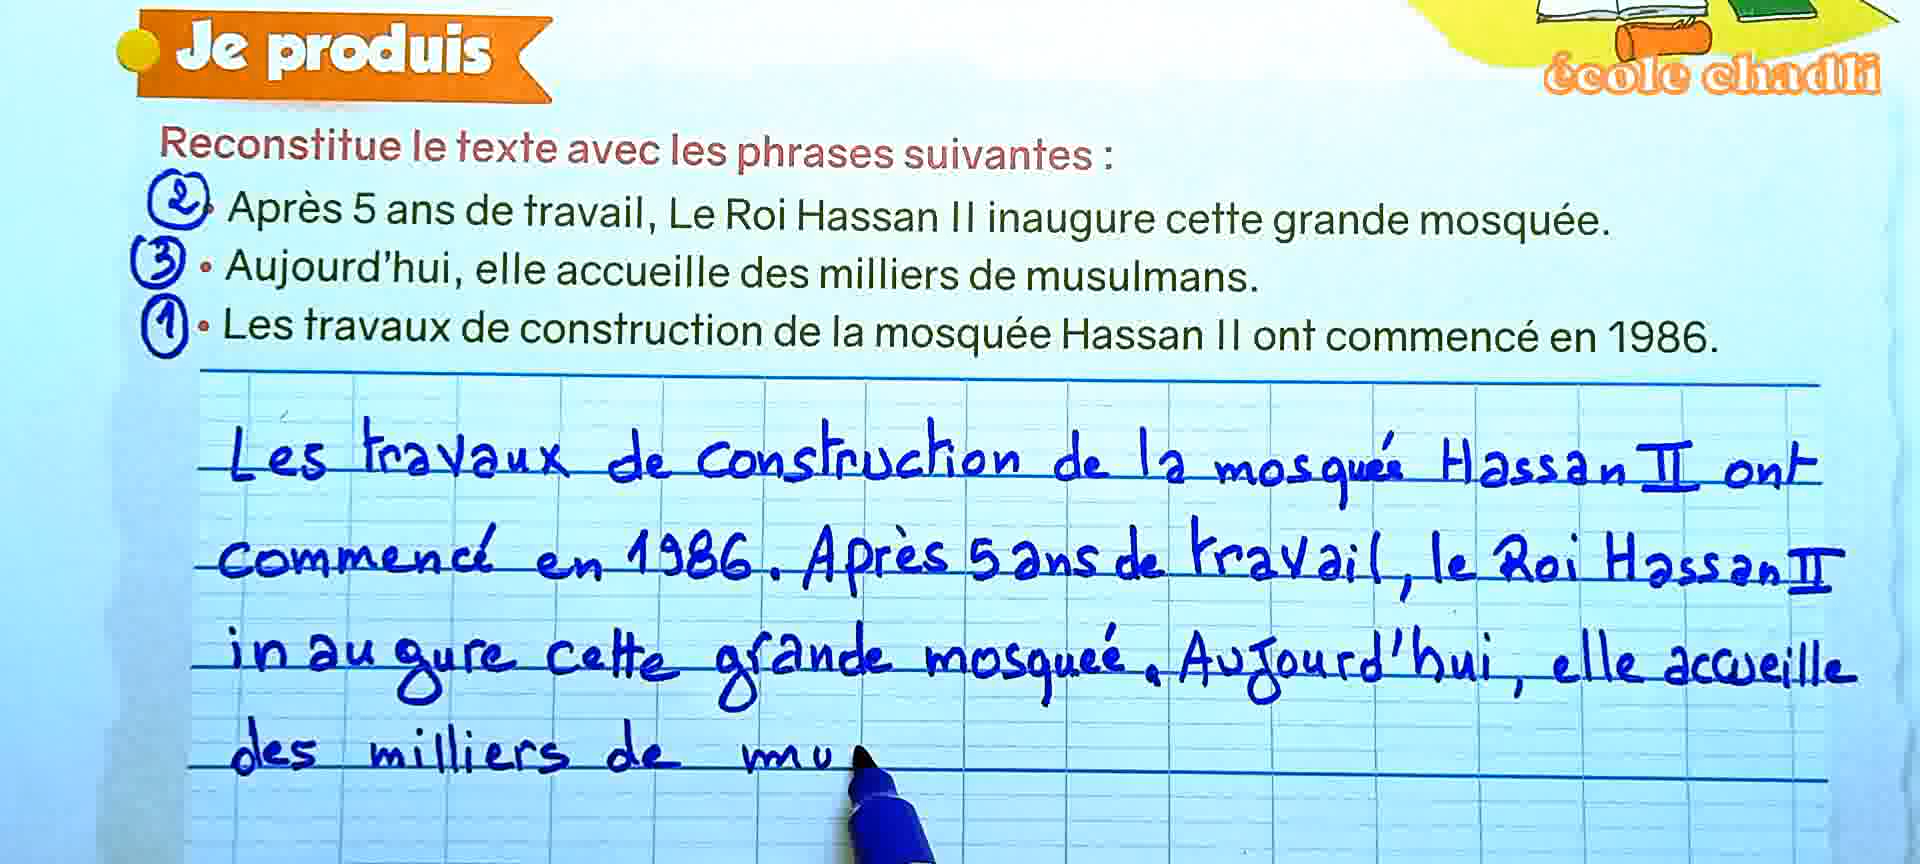 Je produis
école chadli
Reconstitue le texte avec les phrases suivantes :
2 • Après 5 ans de travail, Le Roi Hassan II inaugure cette grande mosquée.
3 • Aujourd'hui, elle accueille des milliers de musulmans.
1 • Les travaux de construction de la mosquée Hassan II ont commencé en 1986.
Les travaux de construction de la mosqueé Hassan II ont
commencé en 1986. Après 5 ans de travail, le Roi Hassan II
inaugure cette grande mosqueé. Aujourd'hui, elle accueille
des milliers de mu